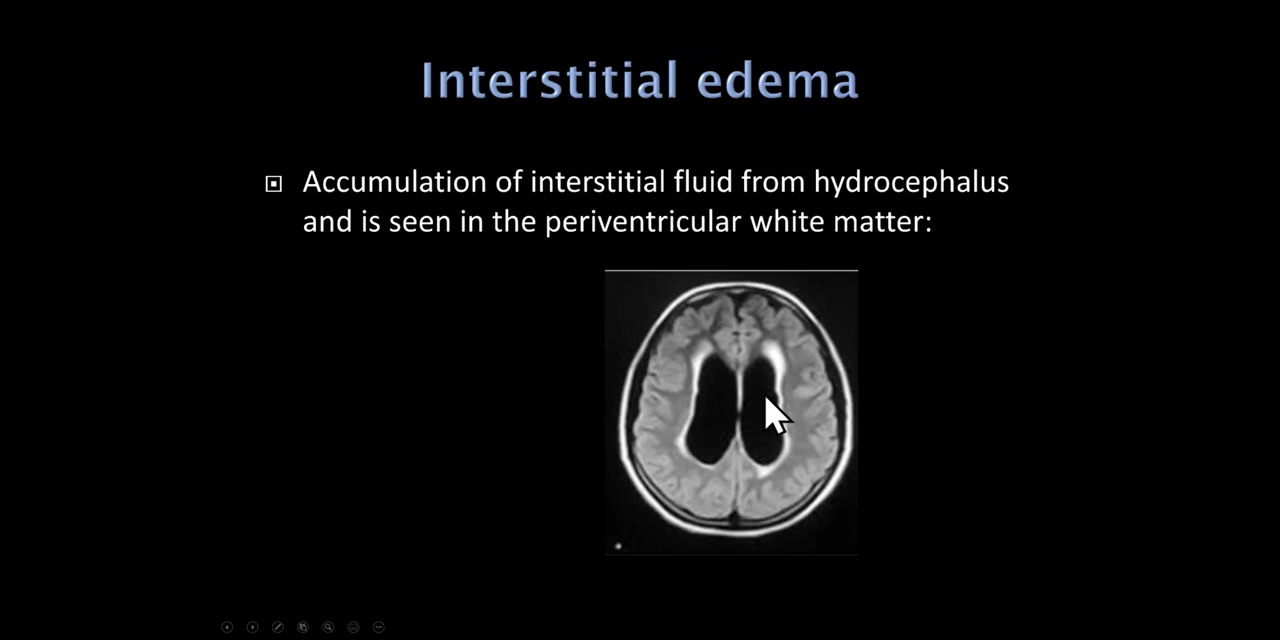 Interstitial edema
Accumulation of interstitial fluid from hydrocephalus
and is seen in the periventricular white matter: